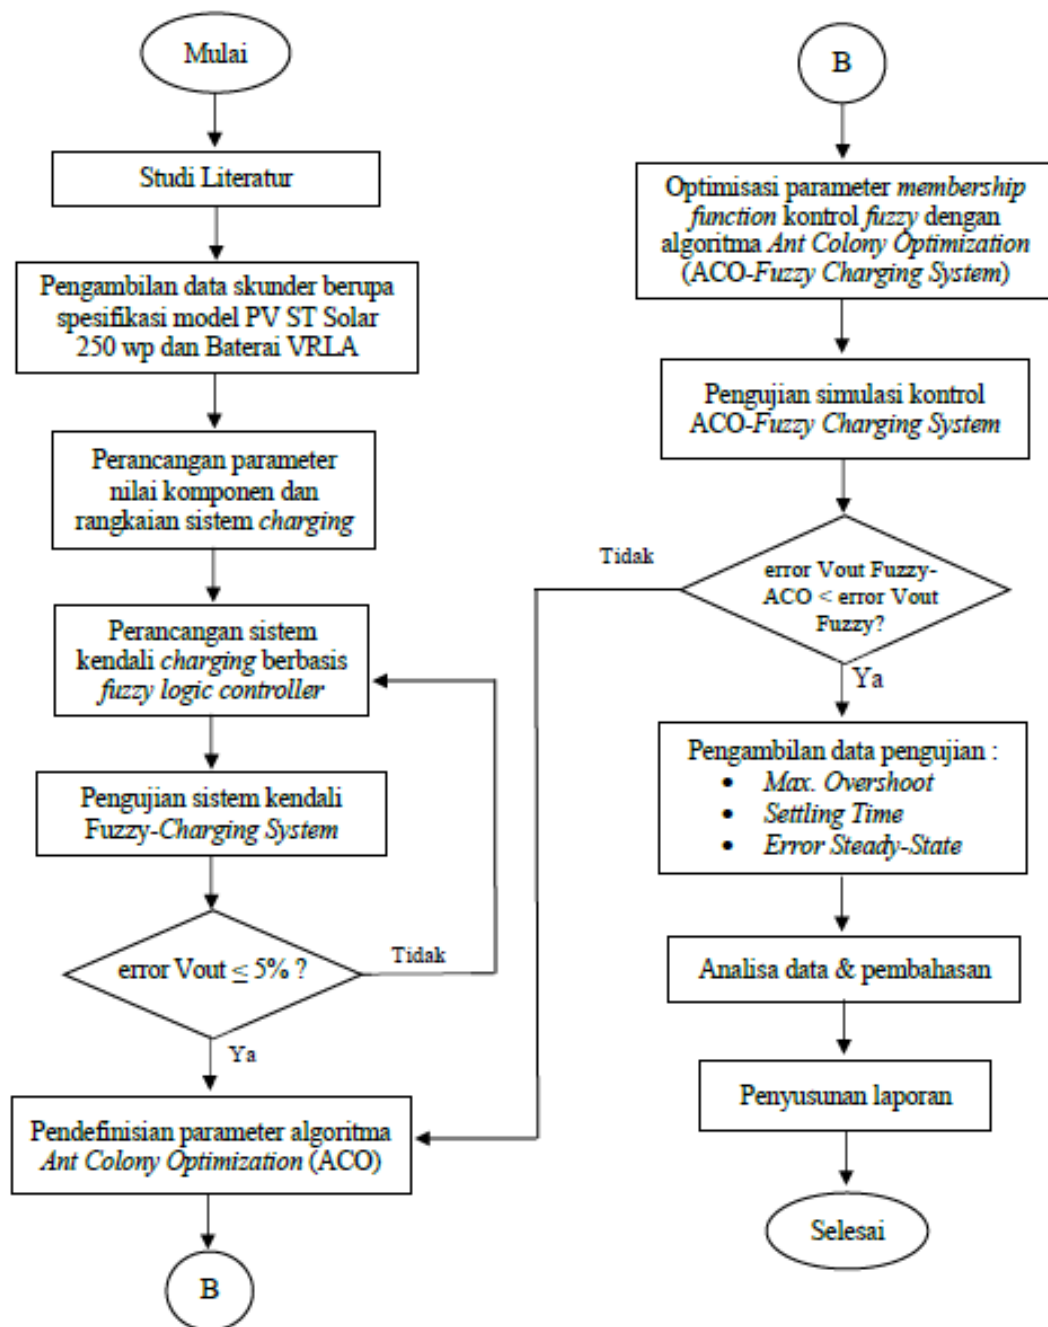 Mulai
Studi Literatur
Pengambilan data skunder berupa
spesifikasi model PV ST Solar
250 wp dan Baterai VRLA
Perancangan parameter
nilai komponen dan
rangkaian sistem charging
Perancangan sistem
kendali charging berbasis
fuzzy logic controller
Pengujian sistem kendali
Fuzzy-Charging System
error Vout ≤ 5% ?
Tidak
Ya
Pendefinisian parameter algoritma
Ant Colony Optimization (ACO)
B
B
Optimisasi parameter membership
function kontrol fuzzy dengan
algoritma Ant Colony Optimization
(ACO-Fuzzy Charging System)
Pengujian simulasi kontrol
ACO-Fuzzy Charging System
Tidak
error Vout Fuzzy-
ACO < error Vout
Fuzzy?
Ya
Pengambilan data pengujian :
• Max. Overshoot
• Settling Time
• Error Steady-State
Analisa data & pembahasan
Penyusunan laporan
Selesai